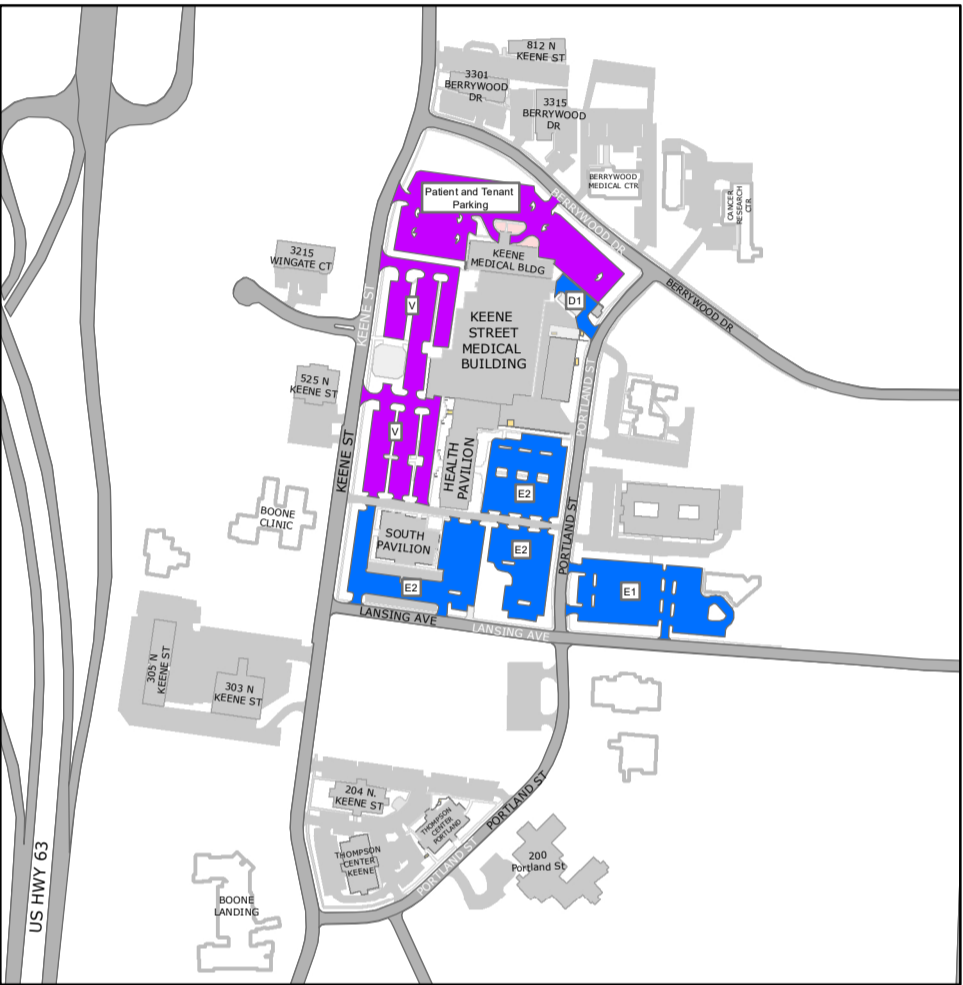 812 N
KEENE ST
3301
BERRYWOOD
DR
3315
BERRYWOOD
DR
BERRYWOOD
MEDICAL CTR
CANCER
RESEARCH
CTR
Patient and Tenant
Parking
BERRYWOOD DR
KEENE
MEDICAL BLDG
3215
WINGATE CT
BERRYWOOD DR
D1
V
KEENE ST
KEENE
STREET
MEDICAL
BUILDING
PORTLAND ST
525 N
KEENE ST
V
KEENE ST
HEALTH
PAVILION
E2
BOONE
CLINIC
SOUTH
PAVILION
E2
PORTLAND ST
E2
E1
LANSING AVE
LANSING AVE
305 N
KEENE ST
303 N
KEENE ST
204 N.
KEENE ST
THOMPSON
CENTER
PORTLAND
PORTLAND ST
THOMPSON
CENTER
KEENE
PORTLAND ST
200
Portland St
BOONE
LANDING
US HWY 63